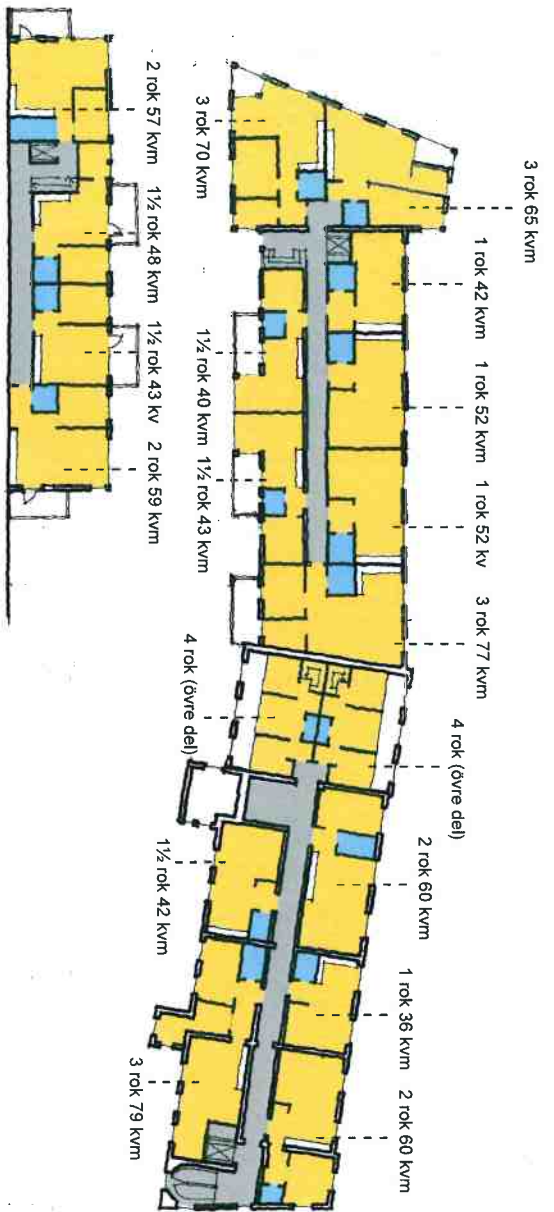 3 rok 65 kvm
1 rok 42 kvm
1 rok 52 kvm
1 rok 52 kv
3 rok 77 kvm
4 rok (övre del)
2 rok 60 kvm
1 rok 36 kvm
2 rok 60 kvm
3 rok 70 kvm
1½ rok 40 kvm
1½ rok 43 kvm
4 rok (övre del)
1½ rok 42 kvm
3 rok 79 kvm
2 rok 57 kvm
1½ rok 48 kvm
1½ rok 43 kv
2 rok 59 kvm